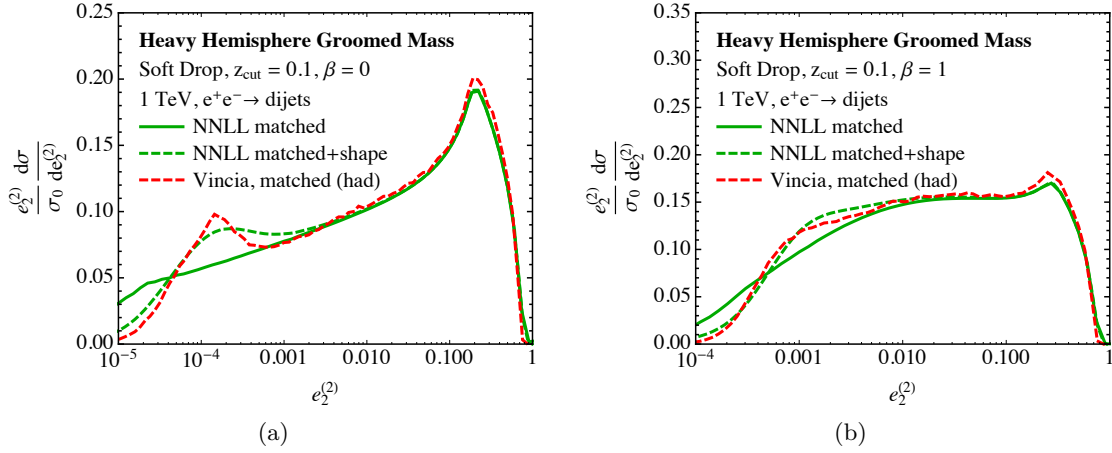 Heavy Hemisphere Groomed Mass
Soft Drop, z_cut = 0.1, β = 0
1 TeV, e⁺e⁻→ dijets
NNLL matched
NNLL matched+shape
Vincia, matched (had)
e₂⁽²⁾/σ₀ dσ/de₂⁽²⁾
0.20
0.15
0.10
0.05
0.00
10⁻⁵ 10⁻⁴ 0.001 0.010 0.100 1
e₂⁽²⁾
(a)
Heavy Hemisphere Groomed Mass
Soft Drop, z_cut = 0.1, β = 1
1 TeV, e⁺e⁻→ dijets
NNLL matched
NNLL matched+shape
Vincia, matched (had)
e₂⁽²⁾/σ₀ dσ/de₂⁽²⁾
0.35
0.30
0.25
0.20
0.15
0.10
0.05
0.00
10⁻⁴ 0.001 0.010 0.100 1
e₂⁽²⁾
(b)